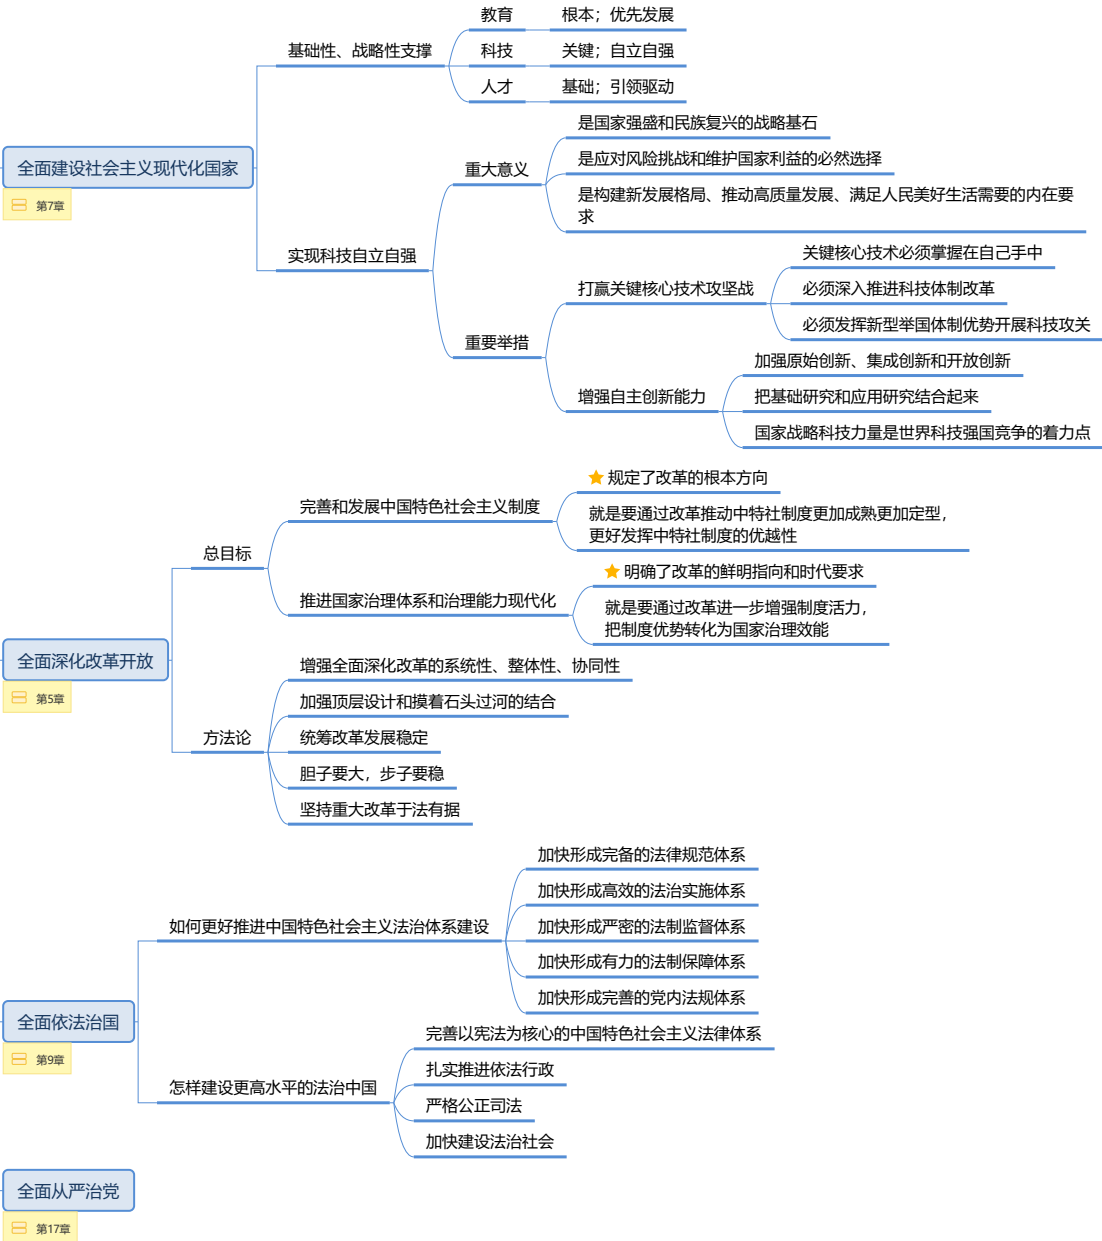 全面建设社会主义现代化国家
第7章
基础性、战略性支撑
教育
根本；优先发展
科技
关键；自立自强
人才
基础；引领驱动
实现科技自立自强
重大意义
是国家强盛和民族复兴的战略基石
是应对风险挑战和维护国家利益的必然选择
是构建新发展格局、推动高质量发展、满足人民美好生活需要的内在要
求
重要举措
打赢关键核心技术攻坚战
关键核心技术必须掌握在自己手中
必须深入推进科技体制改革
必须发挥新型举国体制优势开展科技攻关
增强自主创新能力
加强原始创新、集成创新和开放创新
把基础研究和应用研究结合起来
国家战略科技力量是世界科技强国竞争的着力点
全面深化改革开放
第5章
总目标
完善和发展中国特色社会主义制度
规定了改革的根本方向
就是要通过改革推动中特社制度更加成熟更加定型，
更好发挥中特社制度的优越性
推进国家治理体系和治理能力现代化
明确了改革的鲜明指向和时代要求
就是要通过改革进一步增强制度活力，
把制度优势转化为国家治理效能
方法论
增强全面深化改革的系统性、整体性、协同性
加强顶层设计和摸着石头过河的结合
统筹改革发展稳定
胆子要大，步子要稳
坚持重大改革于法有据
全面依法治国
第9章
如何更好推进中国特色社会主义法治体系建设
加快形成完备的法律规范体系
加快形成高效的法治实施体系
加快形成严密的法制监督体系
加快形成有力的法制保障体系
加快形成完善的党内法规体系
怎样建设更高水平的法治中国
完善以宪法为核心的中国特色社会主义法律体系
扎实推进依法行政
严格公正司法
加快建设法治社会
全面从严治党
第17章